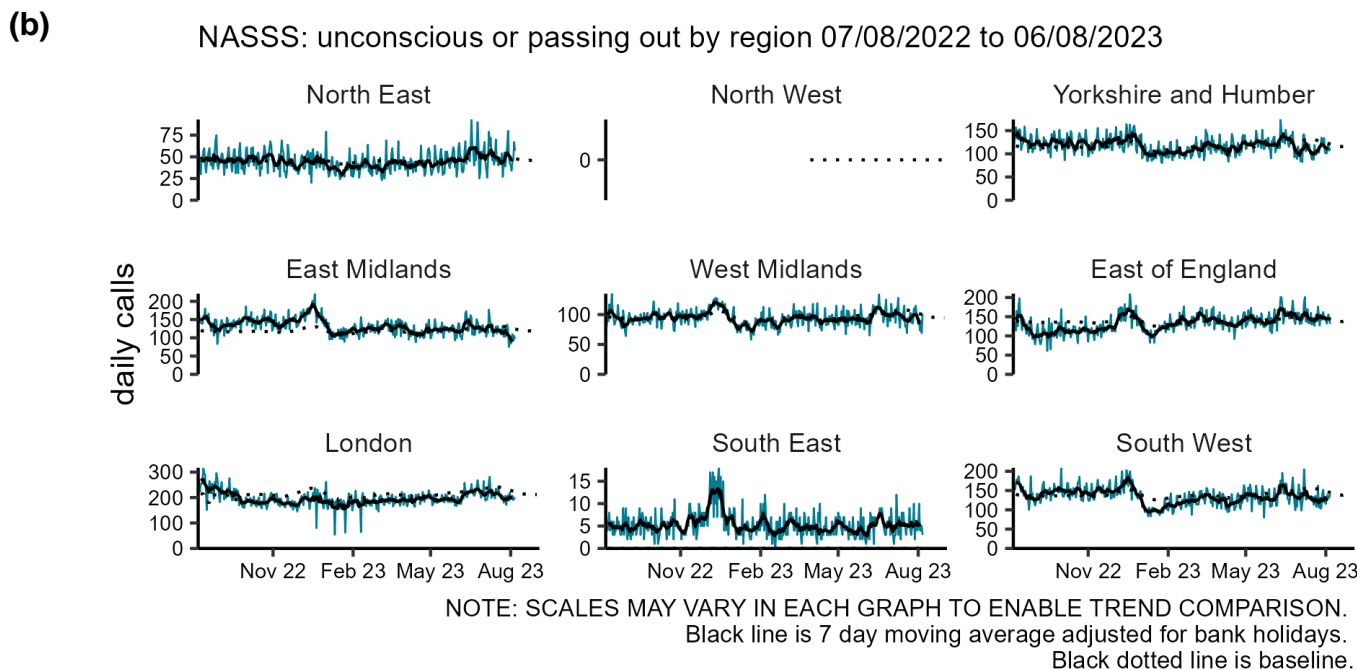 (b)
NASSS: unconscious or passing out by region 07/08/2022 to 06/08/2023
North East
North West
Yorkshire and Humber
75
50
25
0
0
150
100
50
0
daily calls
East Midlands
West Midlands
East of England
200
150
100
50
0
100
50
0
200
150
100
50
0
London
South East
South West
300
200
100
0
15
10
5
0
200
150
100
50
0
Nov 22 Feb 23 May 23 Aug 23
Nov 22 Feb 23 May 23 Aug 23
Nov 22 Feb 23 May 23 Aug 23
NOTE: SCALES MAY VARY IN EACH GRAPH TO ENABLE TREND COMPARISON.
Black line is 7 day moving average adjusted for bank holidays.
Black dotted line is baseline.